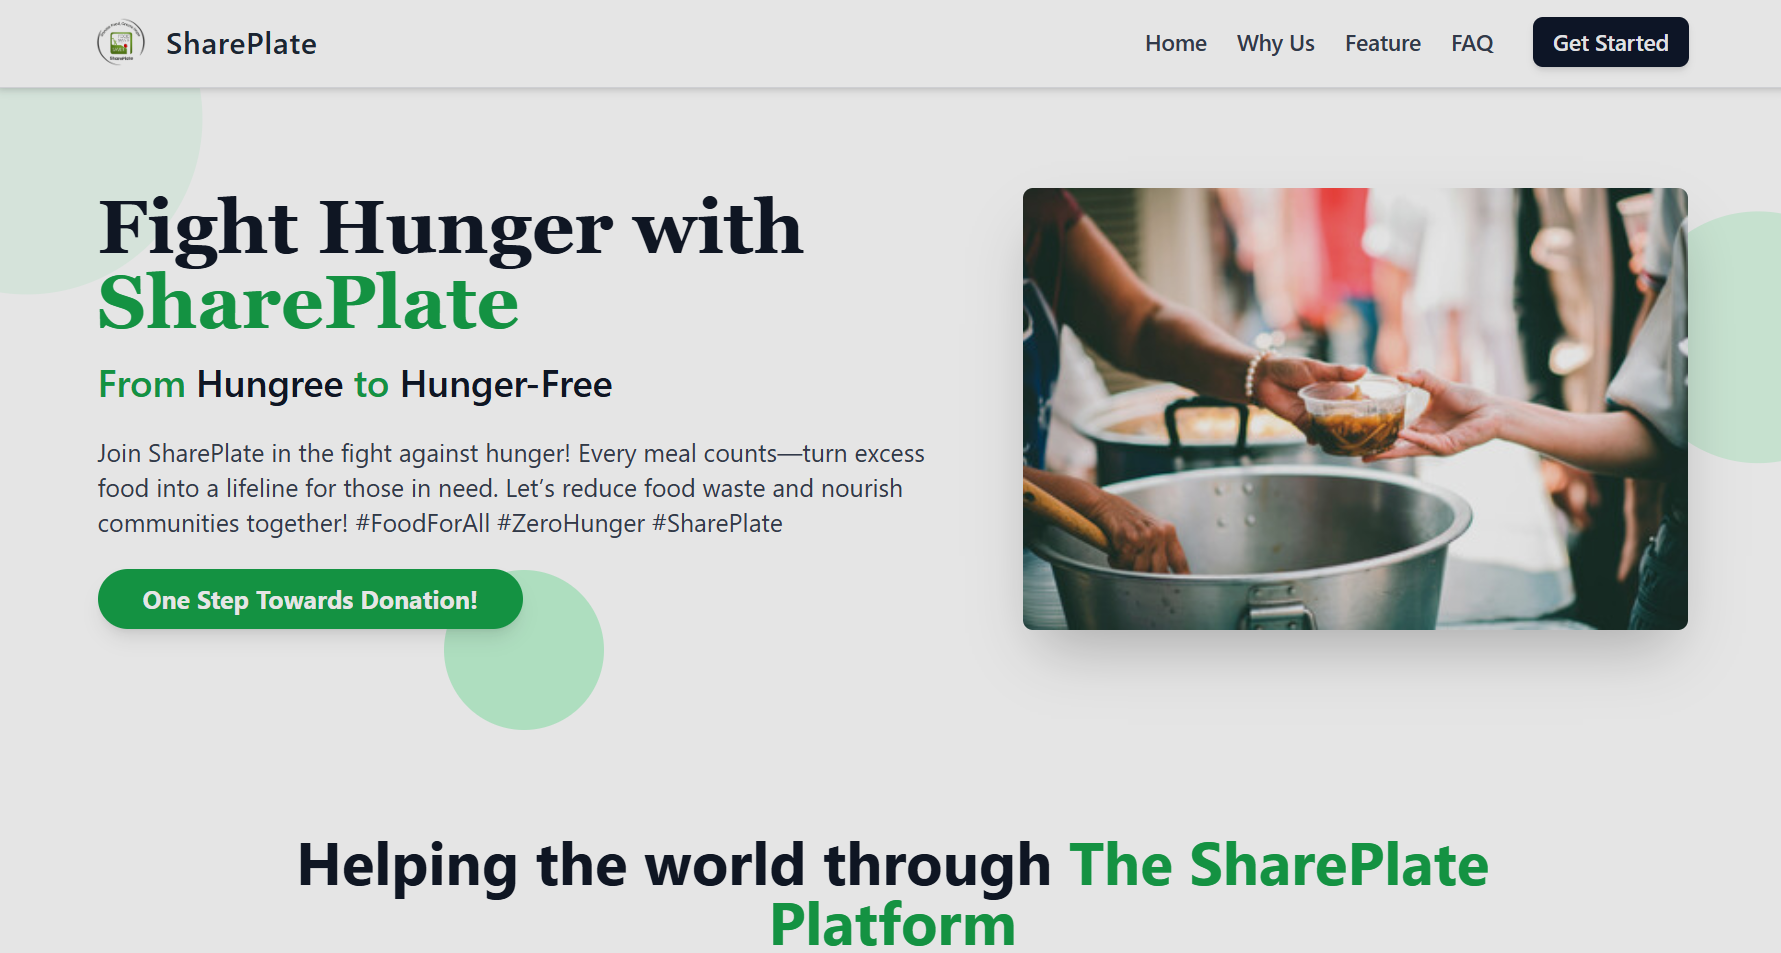 SharePlate
Home
Why Us
Feature
FAQ
Get Started
Fight Hunger with
SharePlate
From Hungree to Hunger-Free
Join SharePlate in the fight against hunger! Every meal counts—turn excess
food into a lifeline for those in need. Let’s reduce food waste and nourish
communities together! #FoodForAll #ZeroHunger #SharePlate
One Step Towards Donation!
Helping the world through The SharePlate
Platform